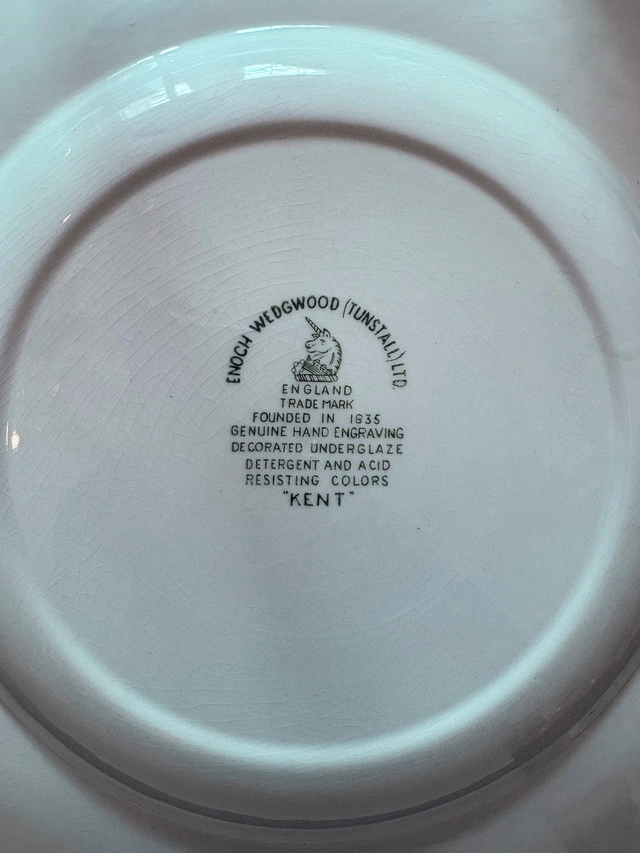 ENOCH WEDGWOOD (TUNSTALL) LTD.
ENGLAND
TRADE MARK
FOUNDED IN 1835
GENUINE HAND ENGRAVING
DECORATED UNDERGLAZE
DETERGENT AND ACID
RESISTING COLORS
"KENT"